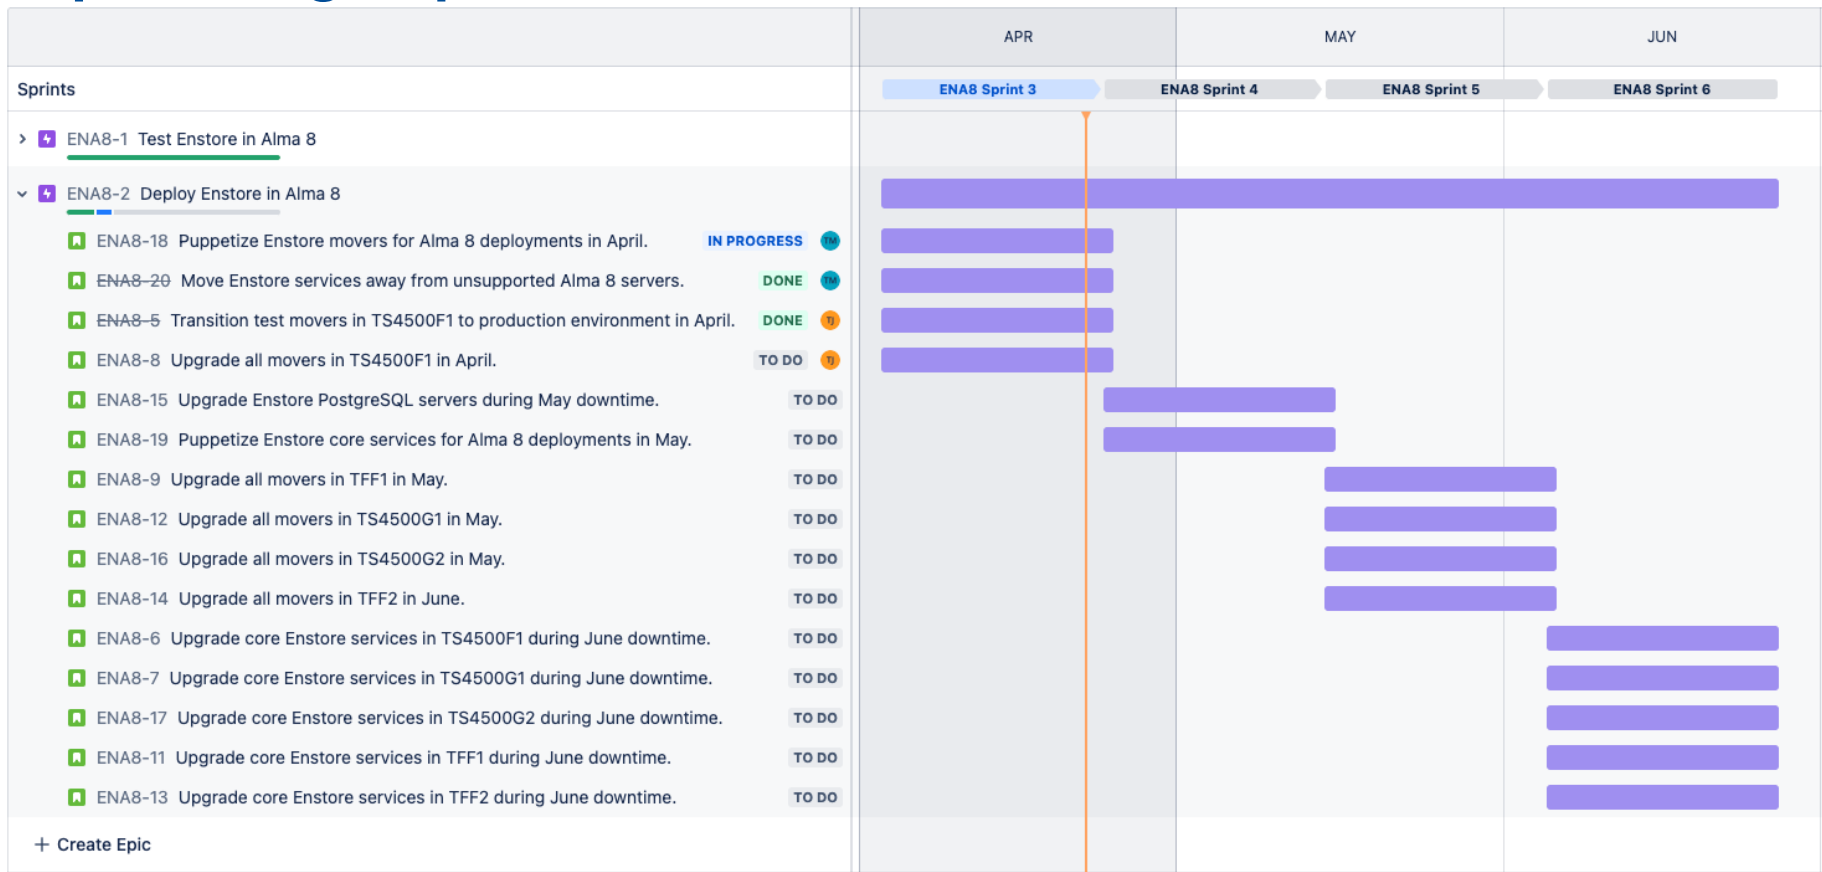 APR MAY JUN
Sprints ENA8 Sprint 3 ENA8 Sprint 4 ENA8 Sprint 5 ENA8 Sprint 6
ENA8-1 Test Enstore in Alma 8
ENA8-2 Deploy Enstore in Alma 8
ENA8-18 Puppetize Enstore movers for Alma 8 deployments in April. IN PROGRESS TM
ENA8-20 Move Enstore services away from unsupported Alma 8 servers. DONE TM
ENA8-5 Transition test movers in TS4500F1 to production environment in April. DONE TJ
ENA8-8 Upgrade all movers in TS4500F1 in April. TO DO TJ
ENA8-15 Upgrade Enstore PostgreSQL servers during May downtime. TO DO
ENA8-19 Puppetize Enstore core services for Alma 8 deployments in May. TO DO
ENA8-9 Upgrade all movers in TFF1 in May. TO DO
ENA8-12 Upgrade all movers in TS4500G1 in May. TO DO
ENA8-16 Upgrade all movers in TS4500G2 in May. TO DO
ENA8-14 Upgrade all movers in TFF2 in June. TO DO
ENA8-6 Upgrade core Enstore services in TS4500F1 during June downtime. TO DO
ENA8-7 Upgrade core Enstore services in TS4500G1 during June downtime. TO DO
ENA8-17 Upgrade core Enstore services in TS4500G2 during June downtime. TO DO
ENA8-11 Upgrade core Enstore services in TFF1 during June downtime. TO DO
ENA8-13 Upgrade core Enstore services in TFF2 during June downtime. TO DO
+ Create Epic